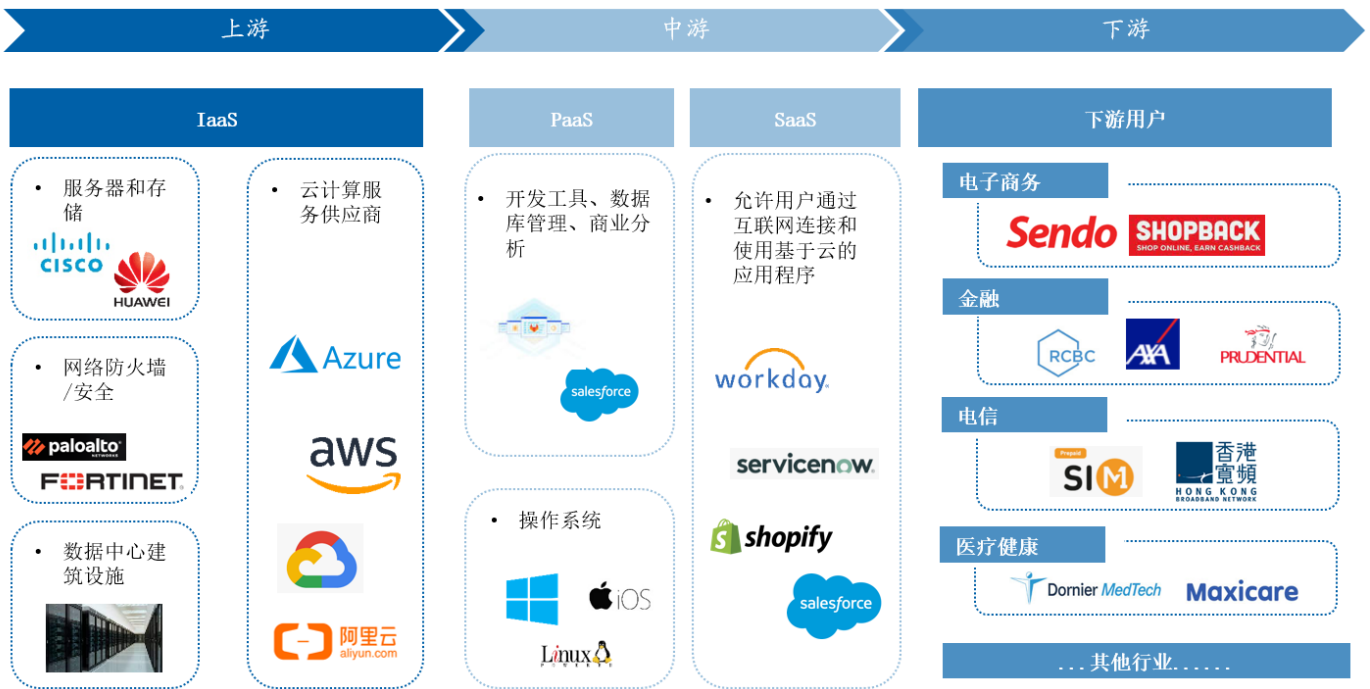 上游
中游
下游
IaaS
PaaS
SaaS
下游用户
• 服务器和存
储
CISCO
HUAWEI
• 网络防火墙
/安全
paloalto
NETWORKS
FORTINET
• 数据中心建
筑设施
• 云计算服
务供应商
Azure
aws
阿里云
aliyun.com
• 开发工具、数据
库管理、商业分
析
salesforce
• 操作系统
iOS
Linux
• 允许用户通过
互联网连接和
使用基于云的
应用程序
workday.
servicenow.
shopify
salesforce
电子商务
Sendo
SHOPBACK
SHOP ONLINE, EARN CASHBACK
金融
RCBC
AXA
PRUDENTIAL
电信
Prepaid
SIM
香港
寬頻
HONG KONG
BROADBAND NETWORK
医疗健康
Dornier MedTech
Maxicare
...其他行业......